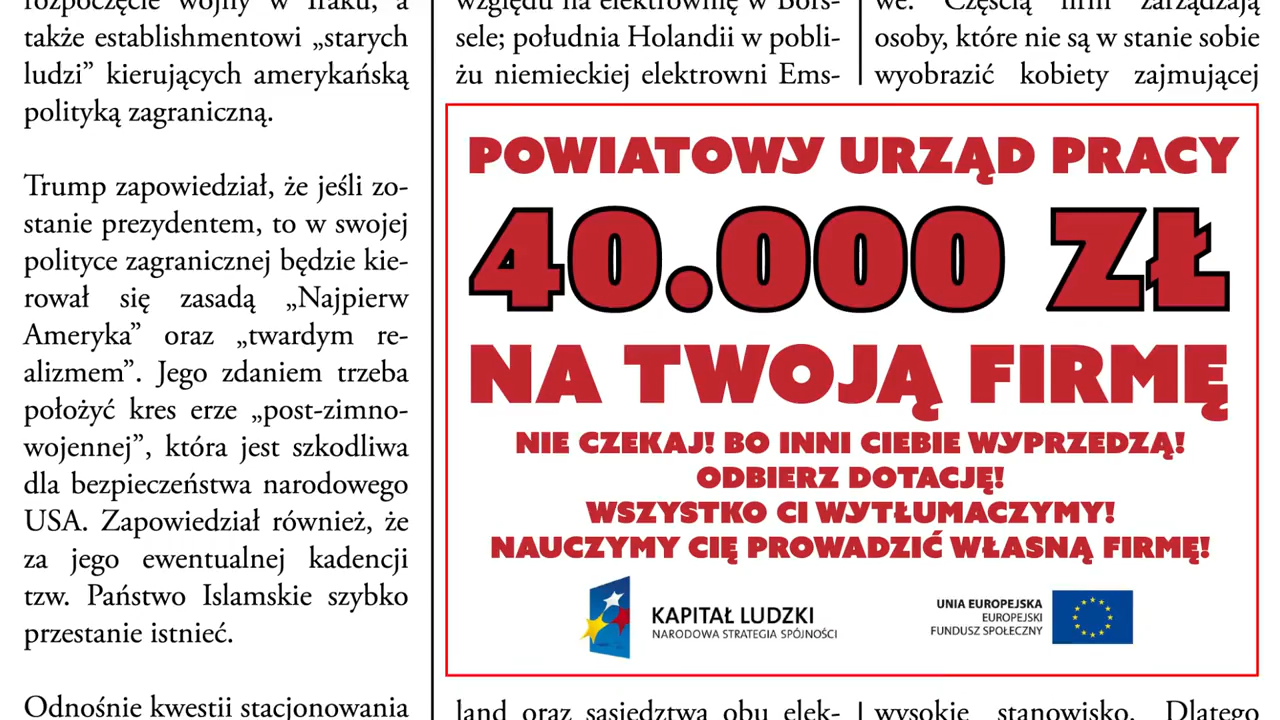 rozpoczęcie wojny w Iraku, a
także establishmentowi „starych
ludzi” kierujących amerykańską
polityką zagraniczną.
Trump zapowiedział, że jeśli zo-
stanie prezydentem, to w swojej
polityce zagranicznej będzie kie-
rował się zasadą „Najpierw
Ameryka” oraz „twardym re-
alizmem”. Jego zdaniem trzeba
położyć kres erze „post-zimno-
wojennej”, która jest szkodliwa
dla bezpieczeństwa narodowego
USA. Zapowiedział również, że
za jego ewentualnej kadencji
tzw. Państwo Islamskie szybko
przestanie istnieć.
Odnośnie kwestii stacjonowania
względu na elektrownię w Bors-
sele; południa Holandii w pobli-
żu niemieckiej elektrowni Ems-
we. Częścią firm zarządzają
osoby, które nie są w stanie sobie
wyobrazić kobiety zajmującej
POWIATOWY URZĄD PRACY
40.000 ZŁ
NA TWOJĄ FIRMĘ
NIE CZEKAJ! BO INNI CIEBIE WYPRZEDZĄ!
ODBIERZ DOTACJĘ!
WSZYSTKO CI WYTŁUMACZYMY!
NAUCZYMY CIĘ PROWADZIĆ WŁASNĄ FIRMĘ!
KAPITAŁ LUDZKI
NARODOWA STRATEGIA SPÓJNOŚCI
UNIA EUROPEJSKA
EUROPEJSKI
FUNDUSZ SPOŁECZNY
land oraz sąsiedztwa obu elek-
wysokie stanowisko. Dlatego